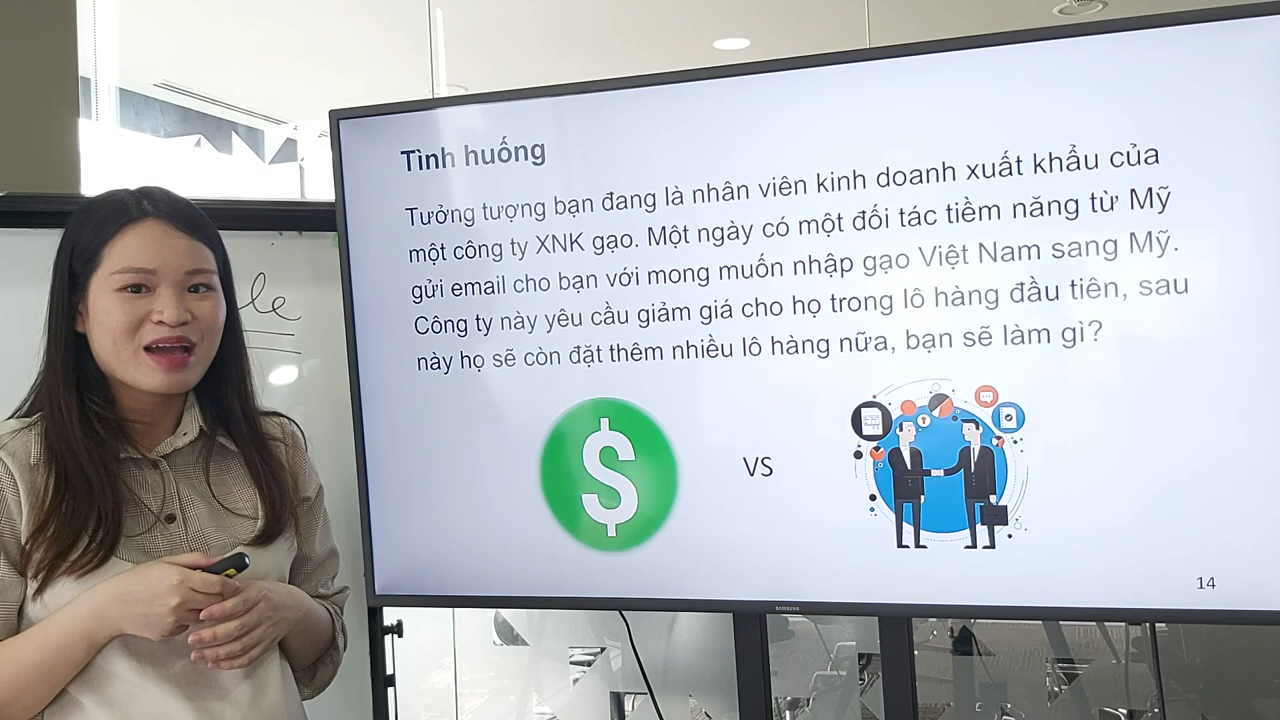 Tình huống
Tưởng tượng bạn đang là nhân viên kinh doanh xuất khẩu của
một công ty XNK gạo. Một ngày có một đối tác tiềm năng từ Mỹ
gửi email cho bạn với mong muốn nhập gạo Việt Nam sang Mỹ.
Công ty này yêu cầu giảm giá cho họ trong lô hàng đầu tiên, sau
này họ sẽ còn đặt thêm nhiều lô hàng nữa, bạn sẽ làm gì?
$
VS
14
SAMSUNG